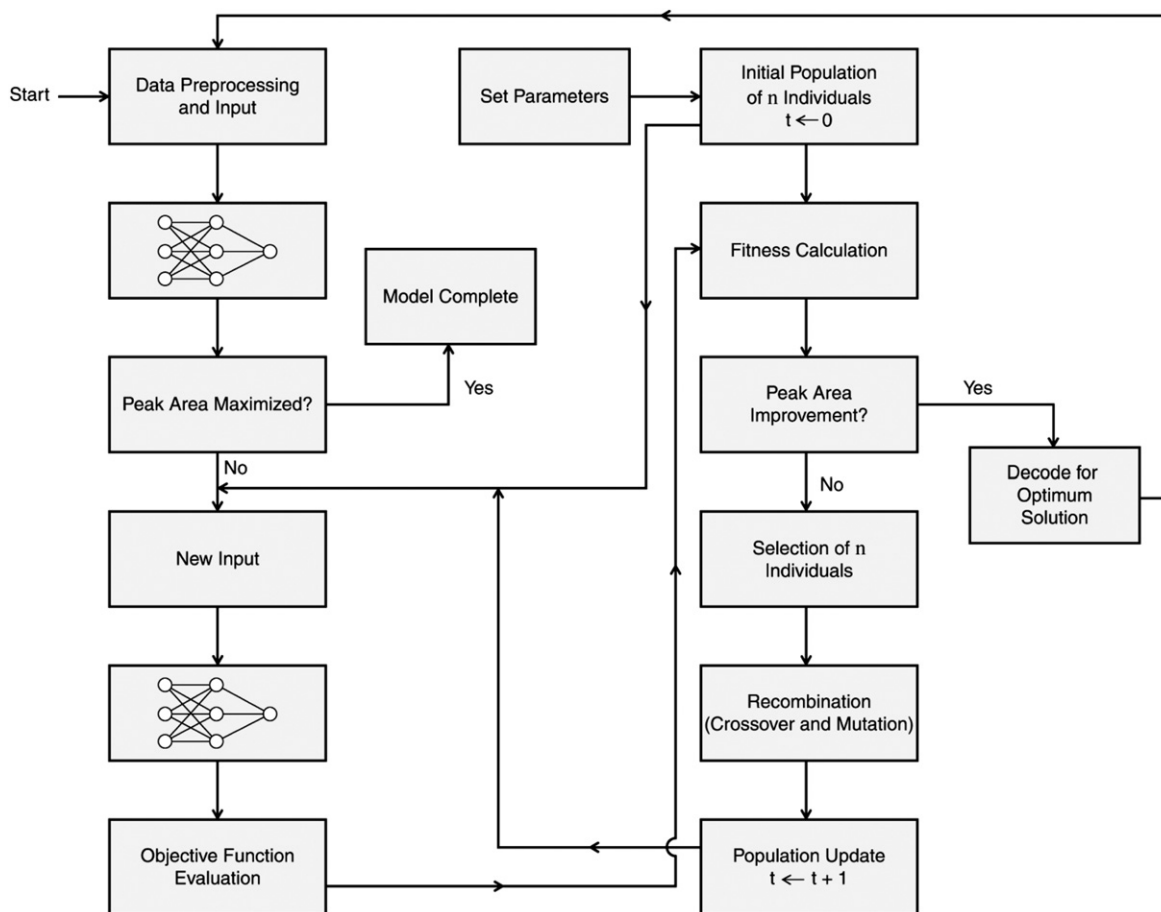 Start
Data Preprocessing
and Input
Set Parameters
Initial Population
of n Individuals
t ← 0
Model Complete
Fitness Calculation
Peak Area Maximized?
Yes
No
Peak Area
Improvement?
Yes
No
Decode for
Optimum
Solution
New Input
Selection of n
Individuals
Recombination
(Crossover and Mutation)
Objective Function
Evaluation
Population Update
t ← t + 1